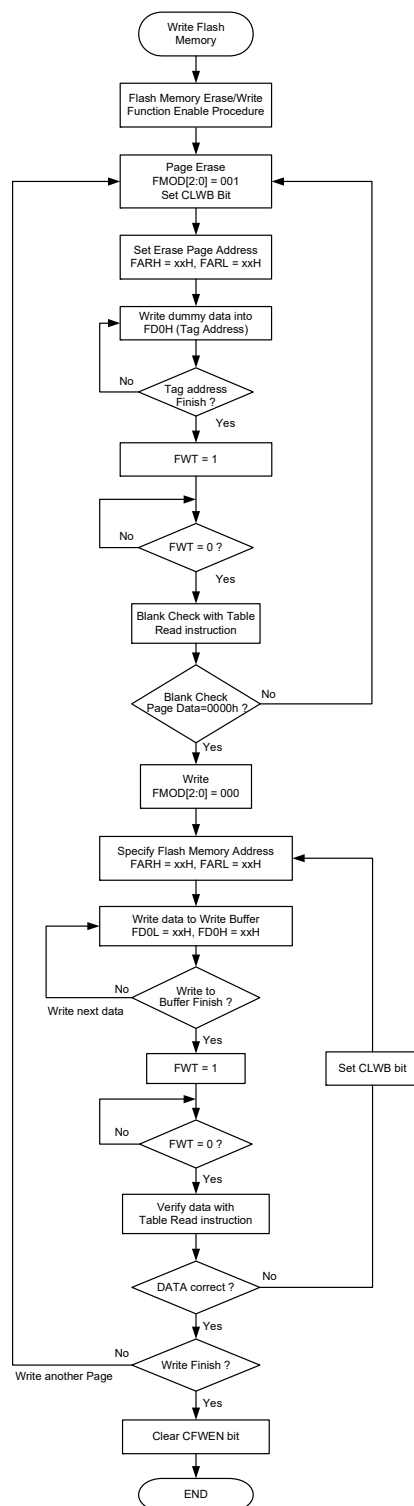 Write Flash
Memory
Flash Memory Erase/Write
Function Enable Procedure
Page Erase
FMOD[2:0] = 001
Set CLWB Bit
Set Erase Page Address
FARH = xxH, FARL = xxH
Write dummy data into
FD0H (Tag Address)
No
Tag address
Finish ?
Yes
FWT = 1
No
FWT = 0 ?
Yes
Blank Check with Table
Read instruction
Blank Check
Page Data=0000h ?
No
Yes
Write
FMOD[2:0] = 000
Specify Flash Memory Address
FARH = xxH, FARL = xxH
Write data to Write Buffer
FD0L = xxH, FD0H = xxH
No
Write next data
Write to
Buffer Finish ?
Yes
FWT = 1
Set CLWB bit
No
FWT = 0 ?
Yes
Verify data with
Table Read instruction
DATA correct ?
No
Yes
No
Write another Page
Write Finish ?
Yes
Clear CFWEN bit
END